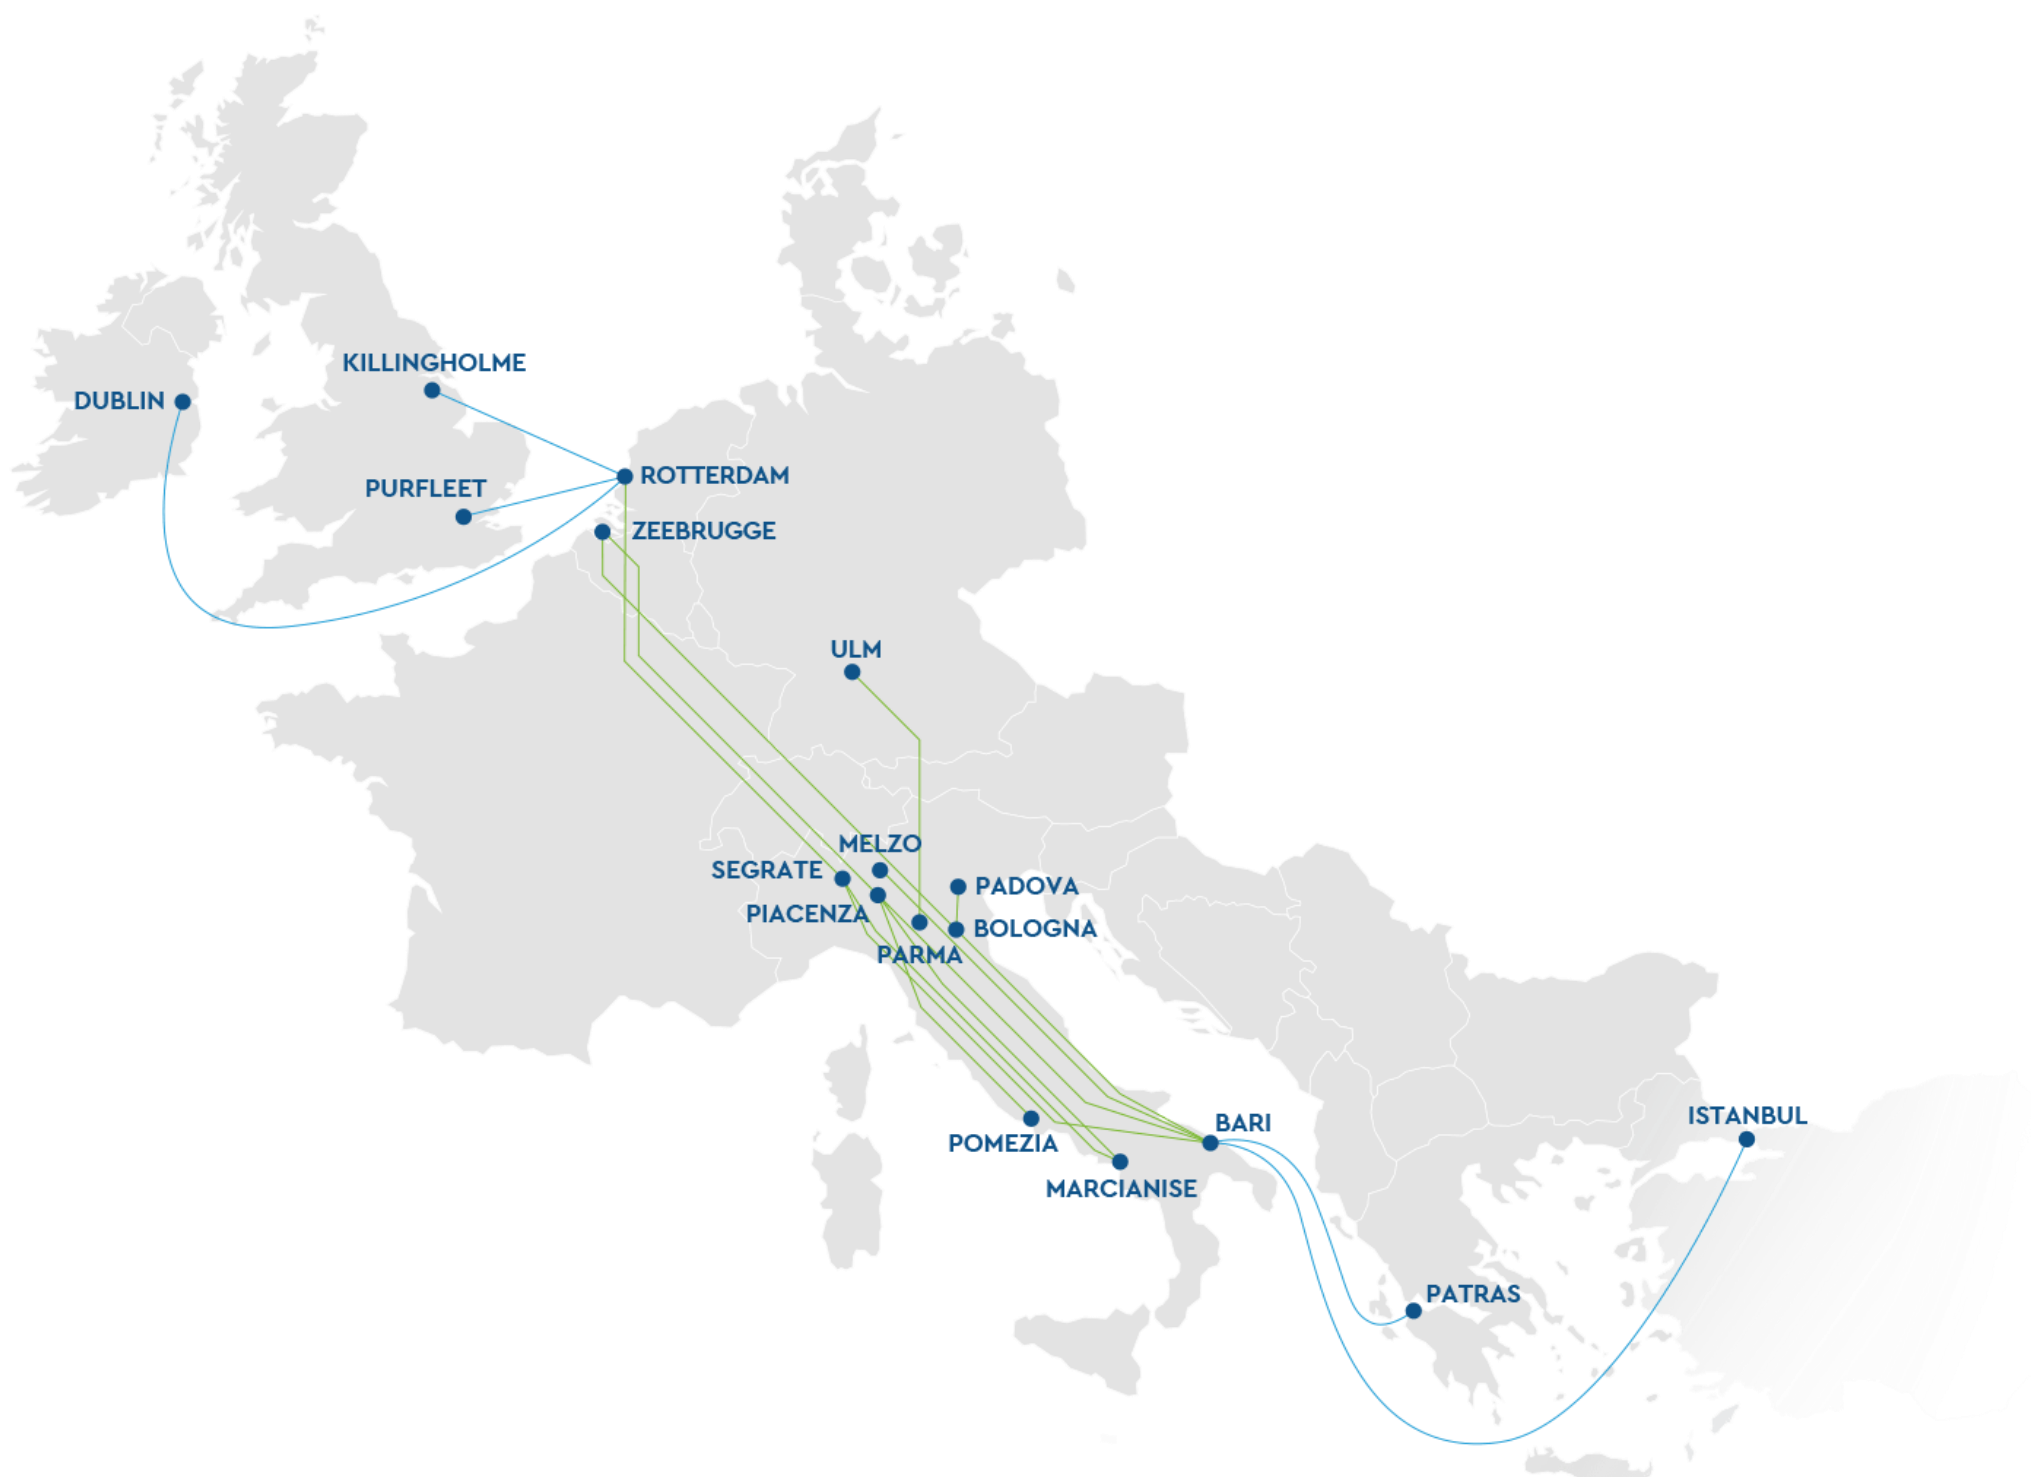 KILLINGHOLME
DUBLIN
ROTTERDAM
PURFLEET
ZEEBRUGGE
ULM
MELZO
SEGRATE
PADOVA
PIACENZA
BOLOGNA
PARMA
BARI
ISTANBUL
POMEZIA
MARCIANISE
PATRAS